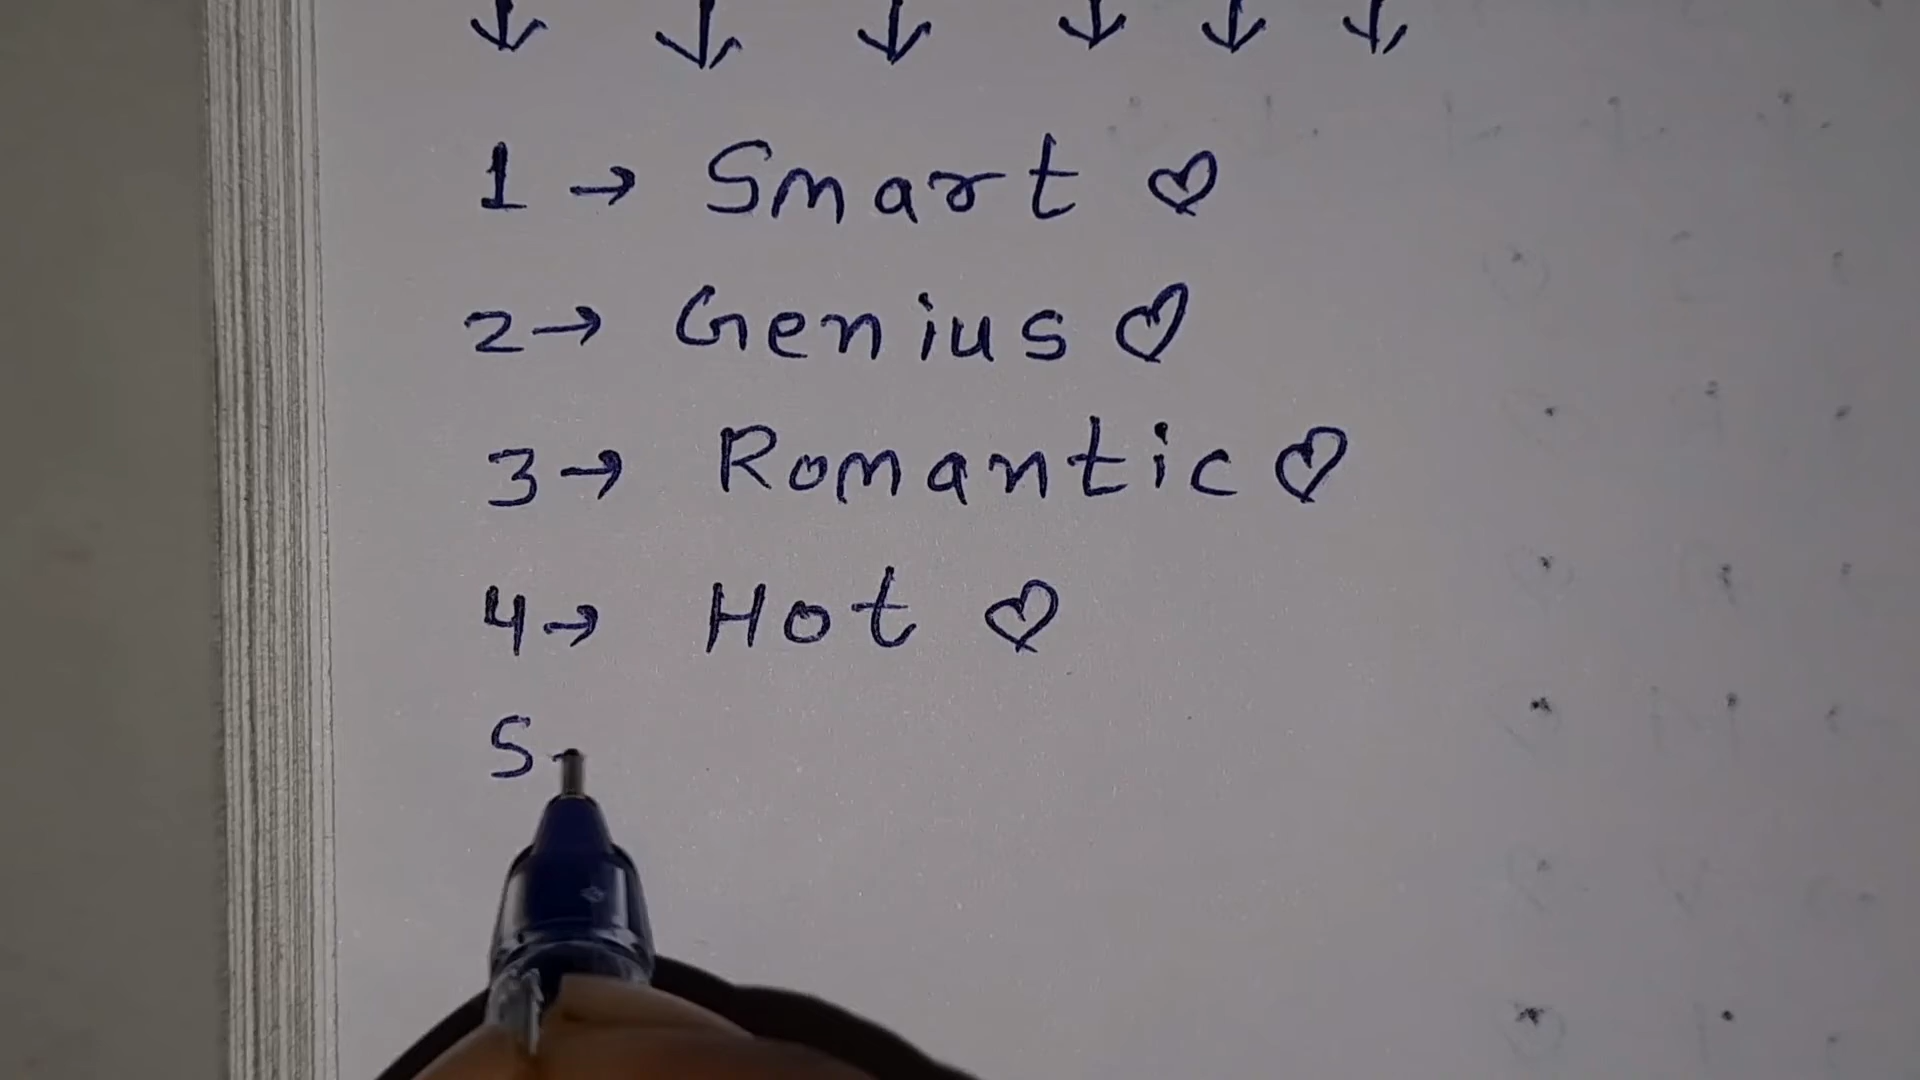 ↓ ↓ ↓ ↓ ↓ ↓
1 → Smart ♡
2 → Genius ♡
3 → Romantic ♡
4 → Hot ♡
5 -